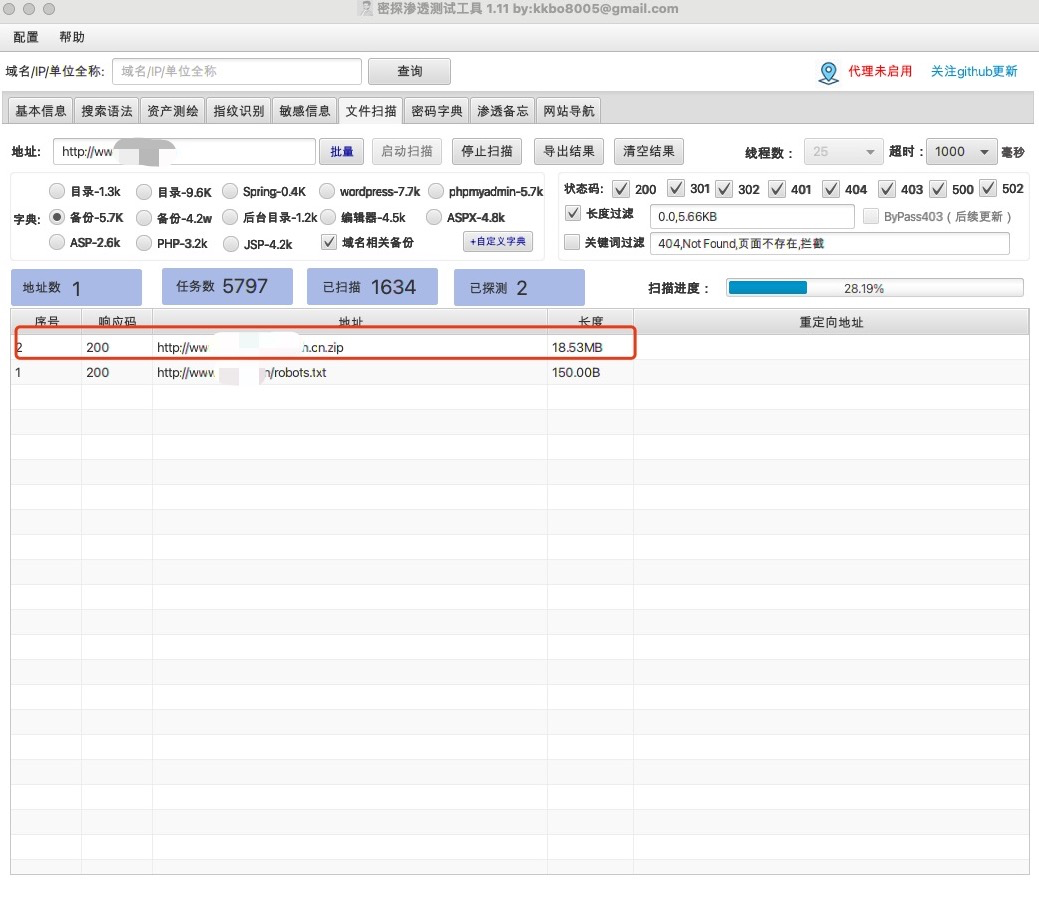 密探渗透测试工具 1.11 by:kkbo8005@gmail.com
配置 帮助
域名/IP/单位全称: 域名/IP/单位全称 查询 代理未启用 关注github更新
基本信息 搜索语法 资产测绘 指纹识别 敏感信息 文件扫描 密码字典 渗透备忘 网站导航
地址: http://ww 批量 启动扫描 停止扫描 导出结果 清空结果 线程数： 25 超时： 1000 毫秒
目录-1.3k 目录-9.6K Spring-0.4K wordpress-7.7k phpmyadmin-5.7k 状态码: 200 301 302 401 404 403 500 502
字典: 备份-5.7K 备份-4.2w 后台目录-1.2k 编辑器-4.5k ASPX-4.8k 长度过滤 0.0,5.66KB ByPass403（后续更新）
ASP-2.6k PHP-3.2k JSP-4.2k 域名相关备份 +自定义字典 关键词过滤 404,Not Found,页面不存在,拦截
地址数 1 任务数 5797 已扫描 1634 已探测 2 扫描进度： 28.19%
序号 响应码 地址 长度 重定向地址
2 200 http://ww .cn.zip 18.53MB
1 200 http://www /robots.txt 150.00B